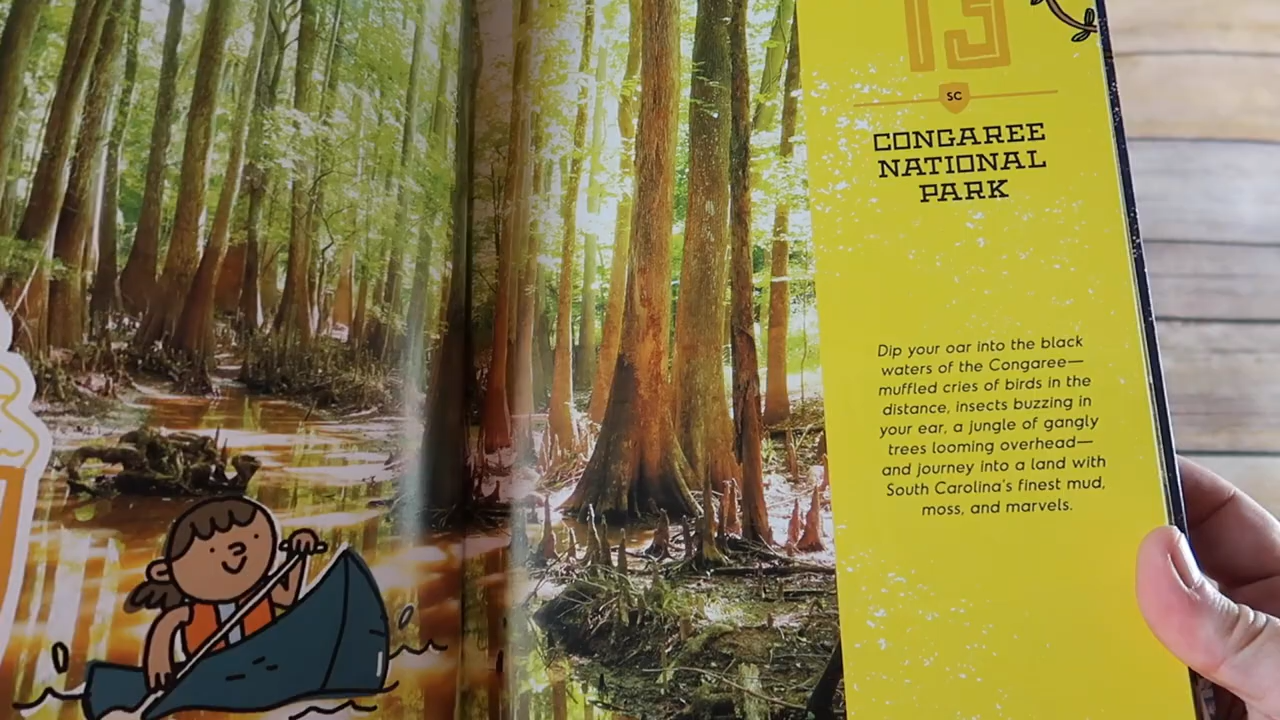 SC
CONGAREE
NATIONAL
PARK
Dip your oar into the black
waters of the Congaree—
muffled cries of birds in the
distance, insects buzzing in
your ear, a jungle of gangly
trees looming overhead—
and journey into a land with
South Carolina's finest mud,
moss, and marvels.